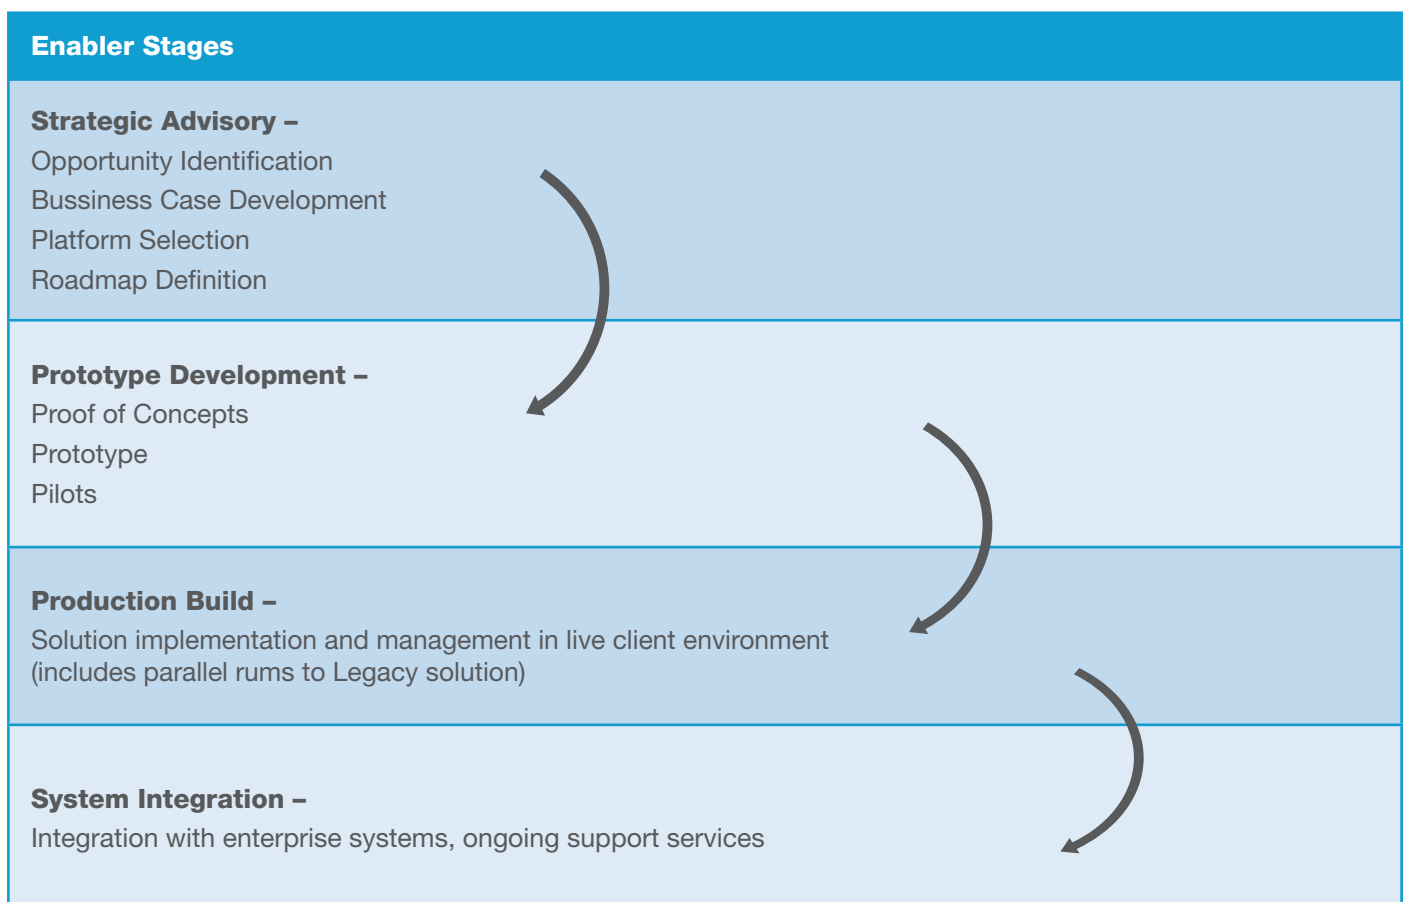 Enabler Stages
Strategic Advisory –
Opportunity Identification
Bussiness Case Development
Platform Selection
Roadmap Definition
Prototype Development –
Proof of Concepts
Prototype
Pilots
Production Build –
Solution implementation and management in live client environment
(includes parallel rums to Legacy solution)
System Integration –
Integration with enterprise systems, ongoing support services